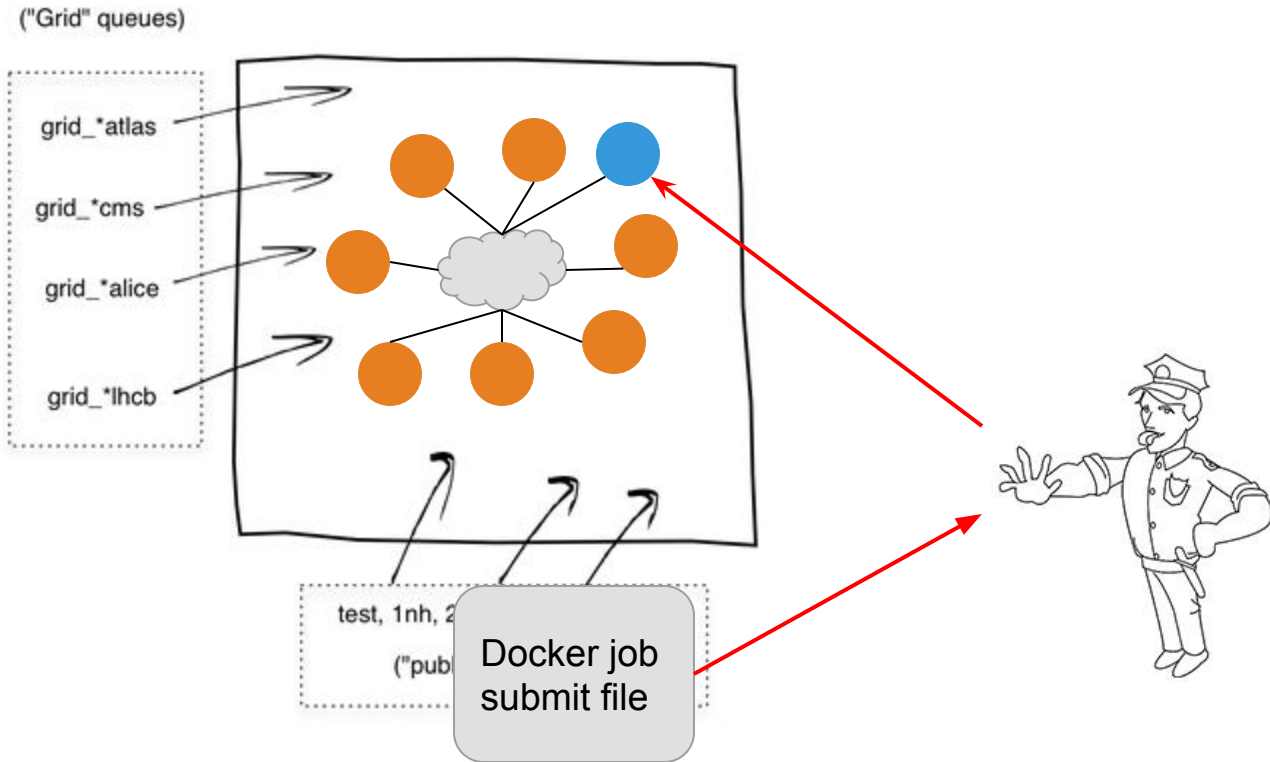 ("Grid" queues)
grid_*atlas
grid_*cms
grid_*alice
grid_*lhcb
test, 1nh, 2
("publ
Docker job
submit file